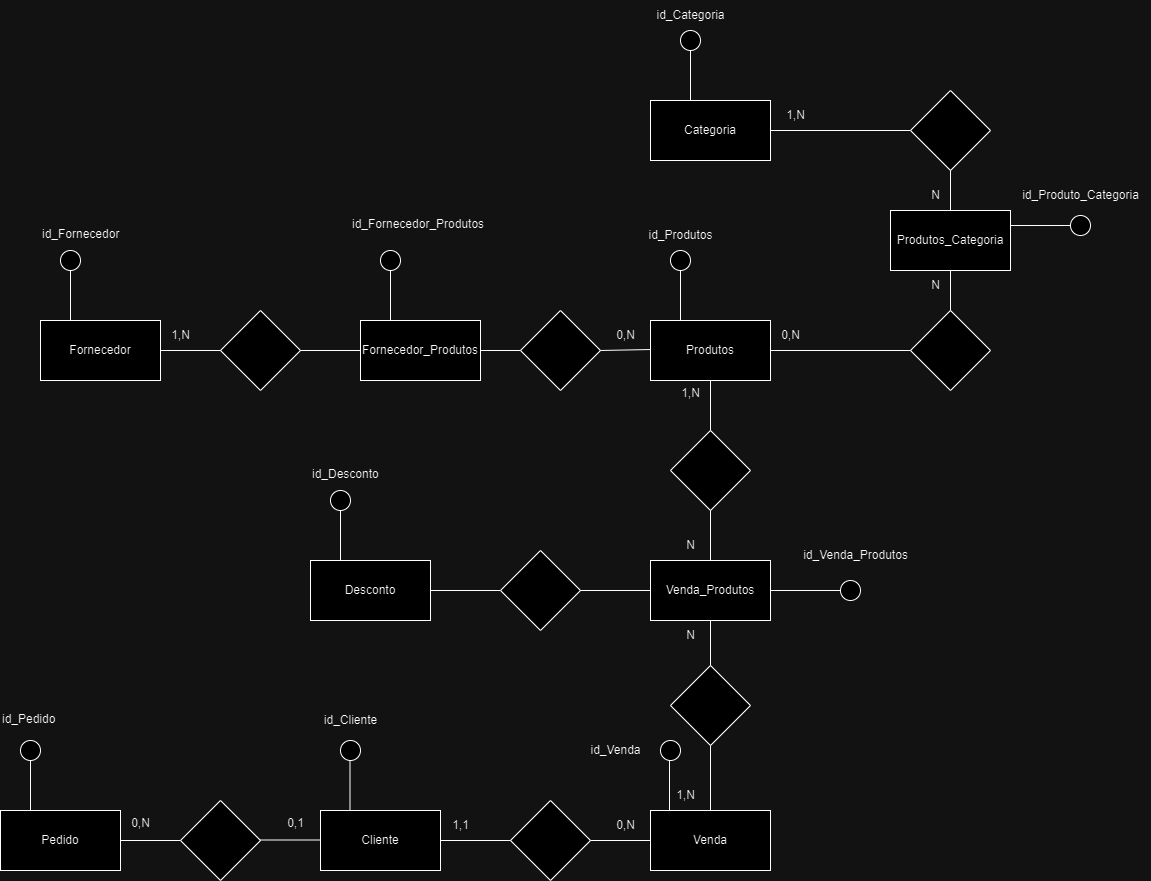 id_Categoria
Categoria
1,N
N
id_Produto_Categoria
Produtos_Categoria
N
id_Fornecedor
id_Fornecedor_Produtos
id_Produtos
Fornecedor
1,N
Fornecedor_Produtos
0,N
Produtos
0,N
1,N
id_Desconto
N
id_Venda_Produtos
Desconto
Venda_Produtos
N
id_Pedido
id_Cliente
id_Venda
1,N
Pedido
0,N
0,1
Cliente
1,1
0,N
Venda